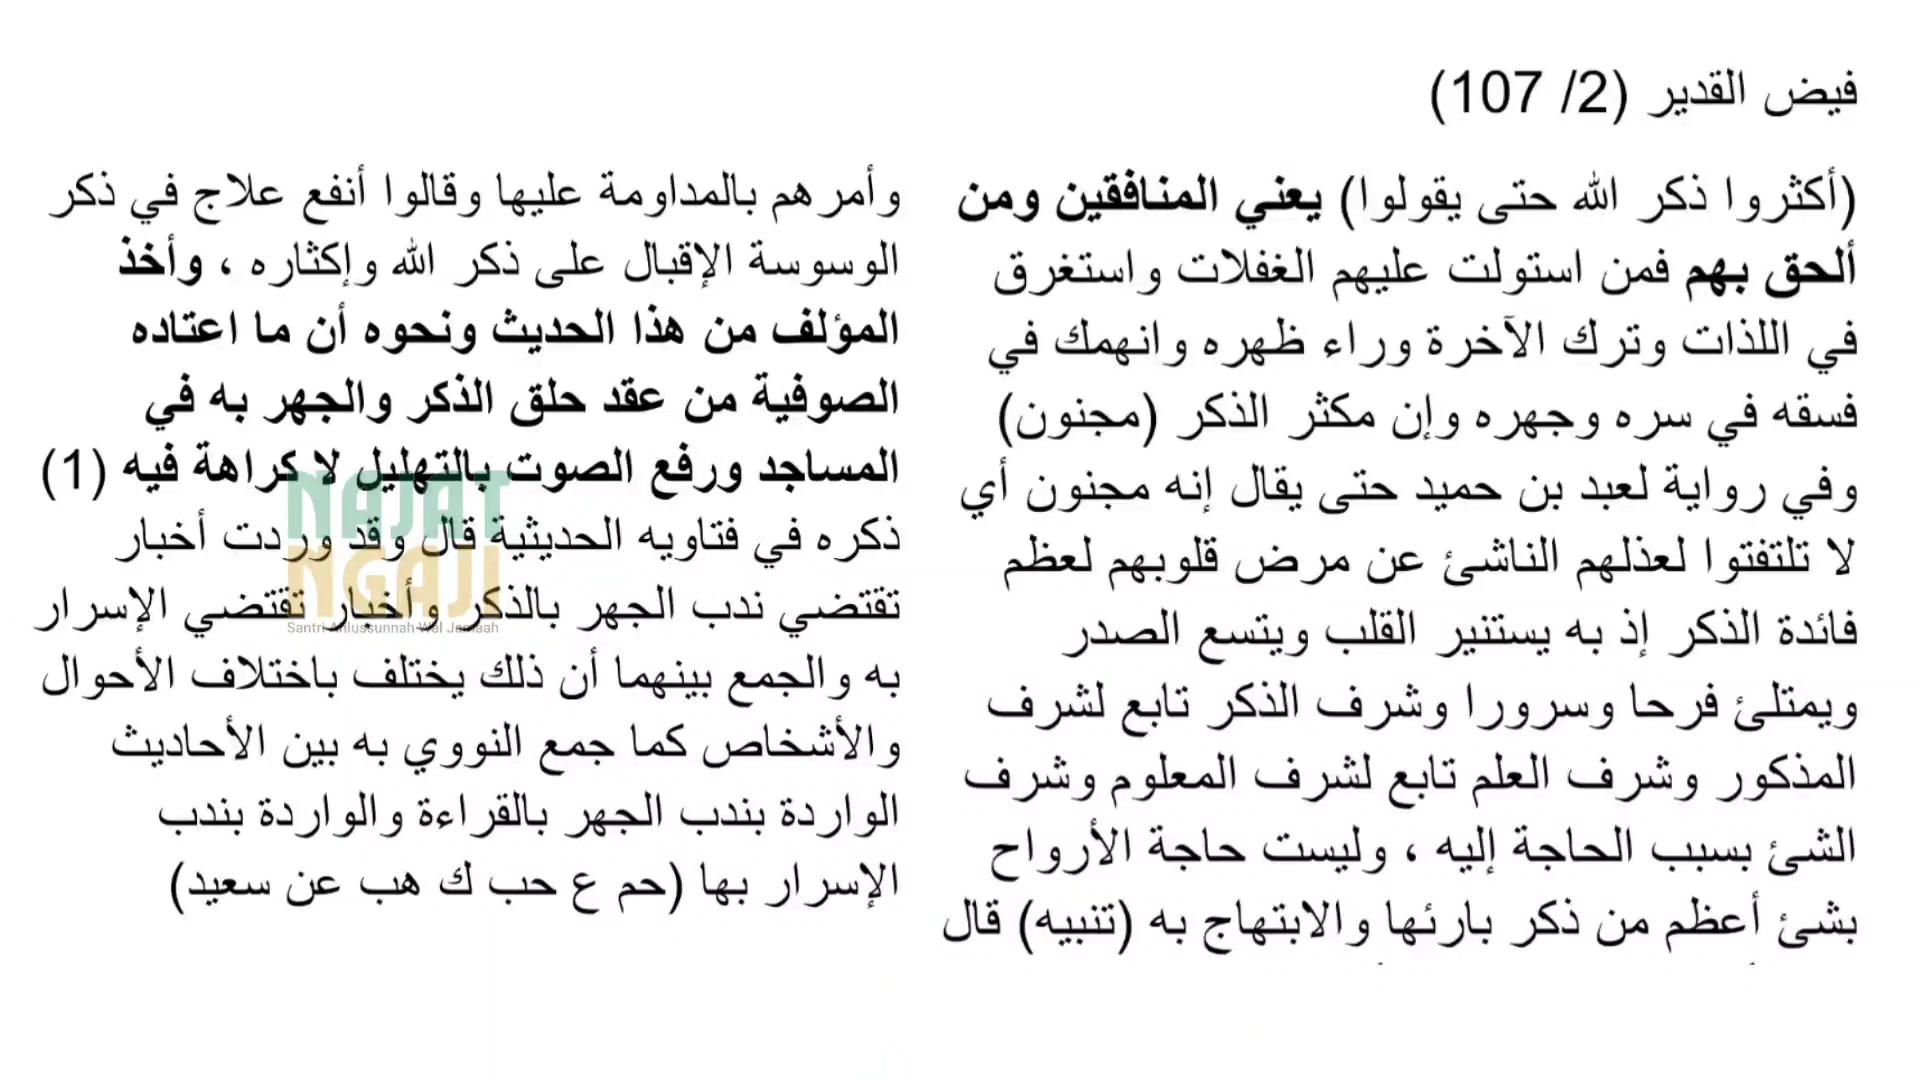 فيض القدير (2/ 107)
(أكثروا ذكر الله حتى يقولوا) يعني المنافقين ومن
ألحق بهم فمن استولت عليهم الغفلات واستغرق
في اللذات وترك الآخرة وراء ظهره وانهمك في
فسقه في سره وجهره وإن مكثر الذكر (مجنون)
وفي رواية لعبد بن حميد حتى يقال إنه مجنون أي
لا تلتفتوا لعذلهم الناشئ عن مرض قلوبهم لعظم
فائدة الذكر إذ به يستنير القلب ويتسع الصدر
ويمتلئ فرحا وسرورا وشرف الذكر تابع لشرف
المذكور وشرف العلم تابع لشرف المعلوم وشرف
الشئ بسبب الحاجة إليه ، وليست حاجة الأرواح
بشئ أعظم من ذكر بارئها والابتهاج به (تنبيه) قال
وأمرهم بالمداومة عليها وقالوا أنفع علاج في ذكر
الوسوسة الإقبال على ذكر الله وإكثاره ، وأخذ
المؤلف من هذا الحديث ونحوه أن ما اعتاده
الصوفية من عقد حلق الذكر والجهر به في
المساجد ورفع الصوت بالتهليل لا كراهة فيه (1)
ذكره في فتاويه الحديثية قال وقد وردت أخبار
تقتضي ندب الجهر بالذكر وأخبار تقتضي الإسرار
به والجمع بينهما أن ذلك يختلف باختلاف الأحوال
والأشخاص كما جمع النووي به بين الأحاديث
الواردة بندب الجهر بالقراءة والواردة بندب
الإسرار بها (حم ع حب ك هب عن سعيد)
NAJAT
NGAJI
Santri Ahlussunnah Wal Jamaah